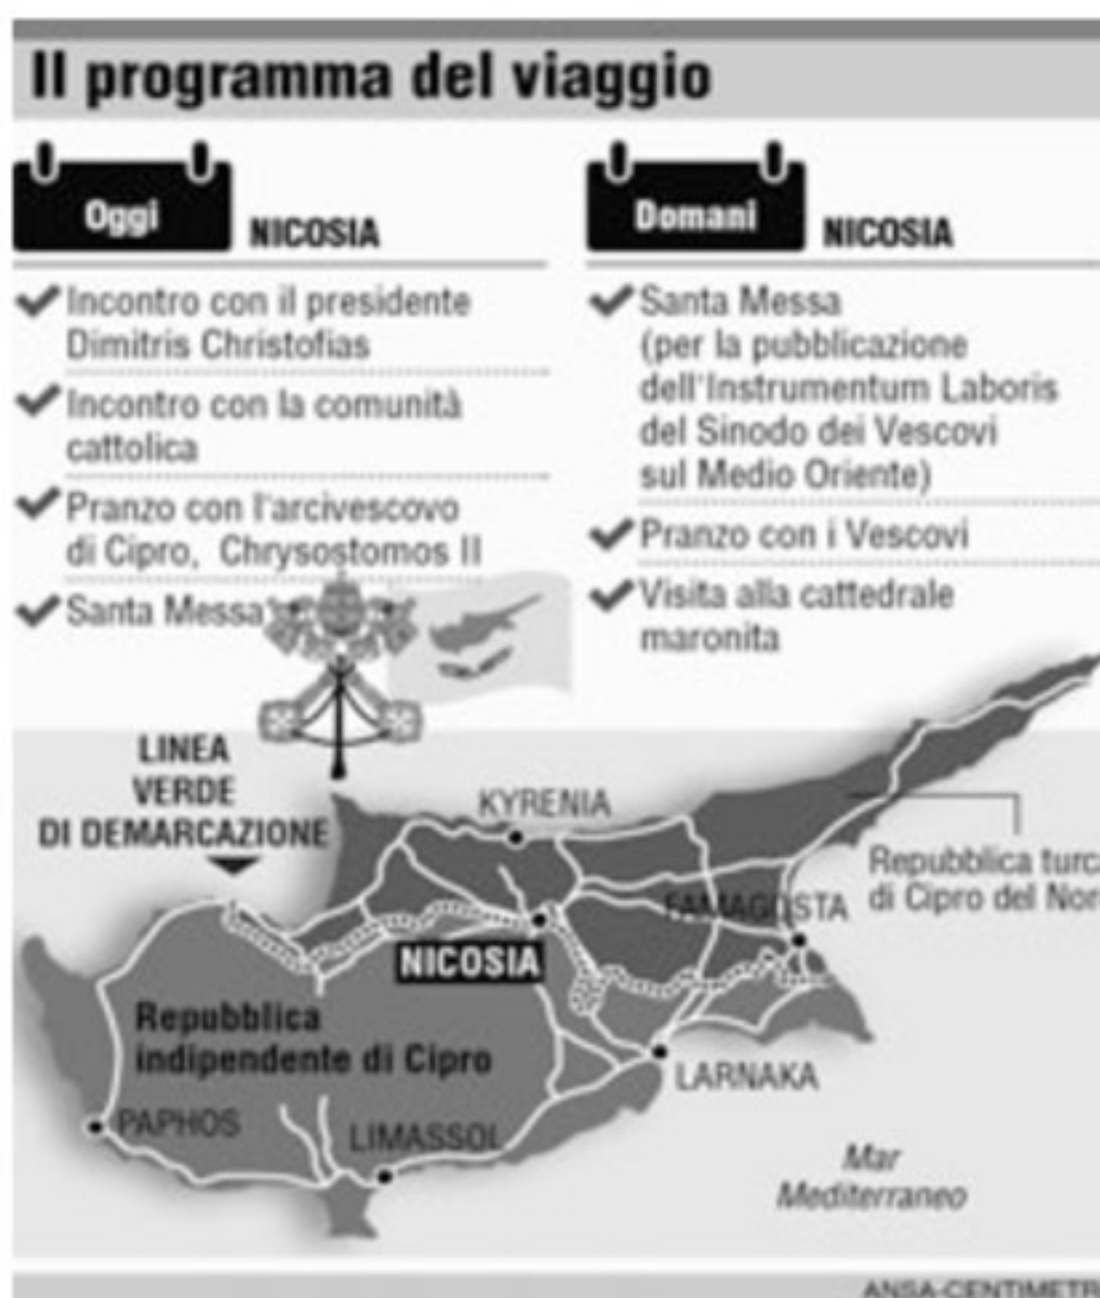 Il programma del viaggio
Oggi
NICOSIA
Incontro con il presidente
Dimitris Christofias
Incontro con la comunità
cattolica
Pranzo con l'arcivescovo
di Cipro, Chrysostomos II
Santa Messa
Domani
NICOSIA
Santa Messa
(per la pubblicazione
dell'Instrumentum Laboris
del Sinodo dei Vescovi
sul Medio Oriente)
Pranzo con i Vescovi
Visita alla cattedrale
maronita
LINEA
VERDE
DI DEMARCAZIONE
KYRENIA
Repubblica turc
di Cipro del Nor
FAMAGOSTA
NICOSIA
Repubblica
indipendente di Cipro
LARNAKA
PAPHOS
LIMASSOL
Mar
Mediterraneo
ANSA-CENTIMETR